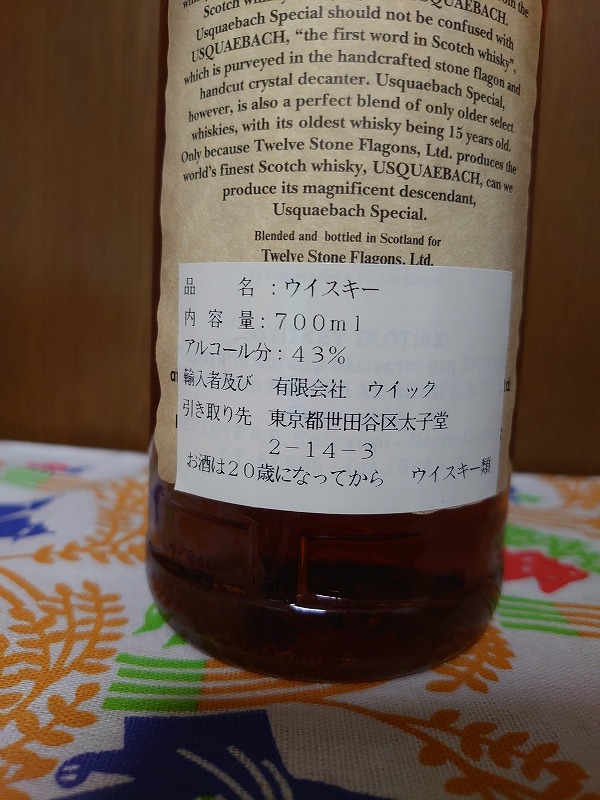 from the
Scotch whisky USQUAEBACH.
Usquaebach Special should not be confused with
USQUAEBACH, “the first word in Scotch whisky”,
which is purveyed in the handcrafted stone flagon and
handcut crystal decanter. Usquaebach Special,
however, is also a perfect blend of only older select
whiskies, with its oldest whisky being 15 years old.
Only because Twelve Stone Flagons, Ltd. produces the
world's finest Scotch whisky, USQUAEBACH, can we
produce its magnificent descendant,
Usquaebach Special.
Blended and bottled in Scotland for
Twelve Stone Flagons, Ltd.
品 名：ウイスキー
内 容 量：７００ｍｌ
アルコール分：４３％
輸入者及び 有限会社 ウイック
引き取り先 東京都世田谷区太子堂
２－１４－３
お酒は２０歳になってから ウイスキー類